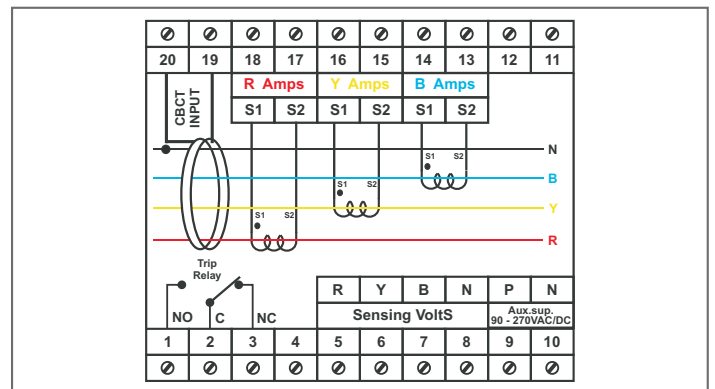 20 19 18 17 16 15 14 13 12 11
CBCT
INPUT
R Amps Y Amps B Amps
S1 S2 S1 S2 S1 S2
N
S1 S2
B
S1 S2
Y
S1 S2
R
Trip
Relay
NO C NC
R Y B N P N
Sensing VoltS
Aux.sup.
90 - 270VAC/DC
1 2 3 4 5 6 7 8 9 10